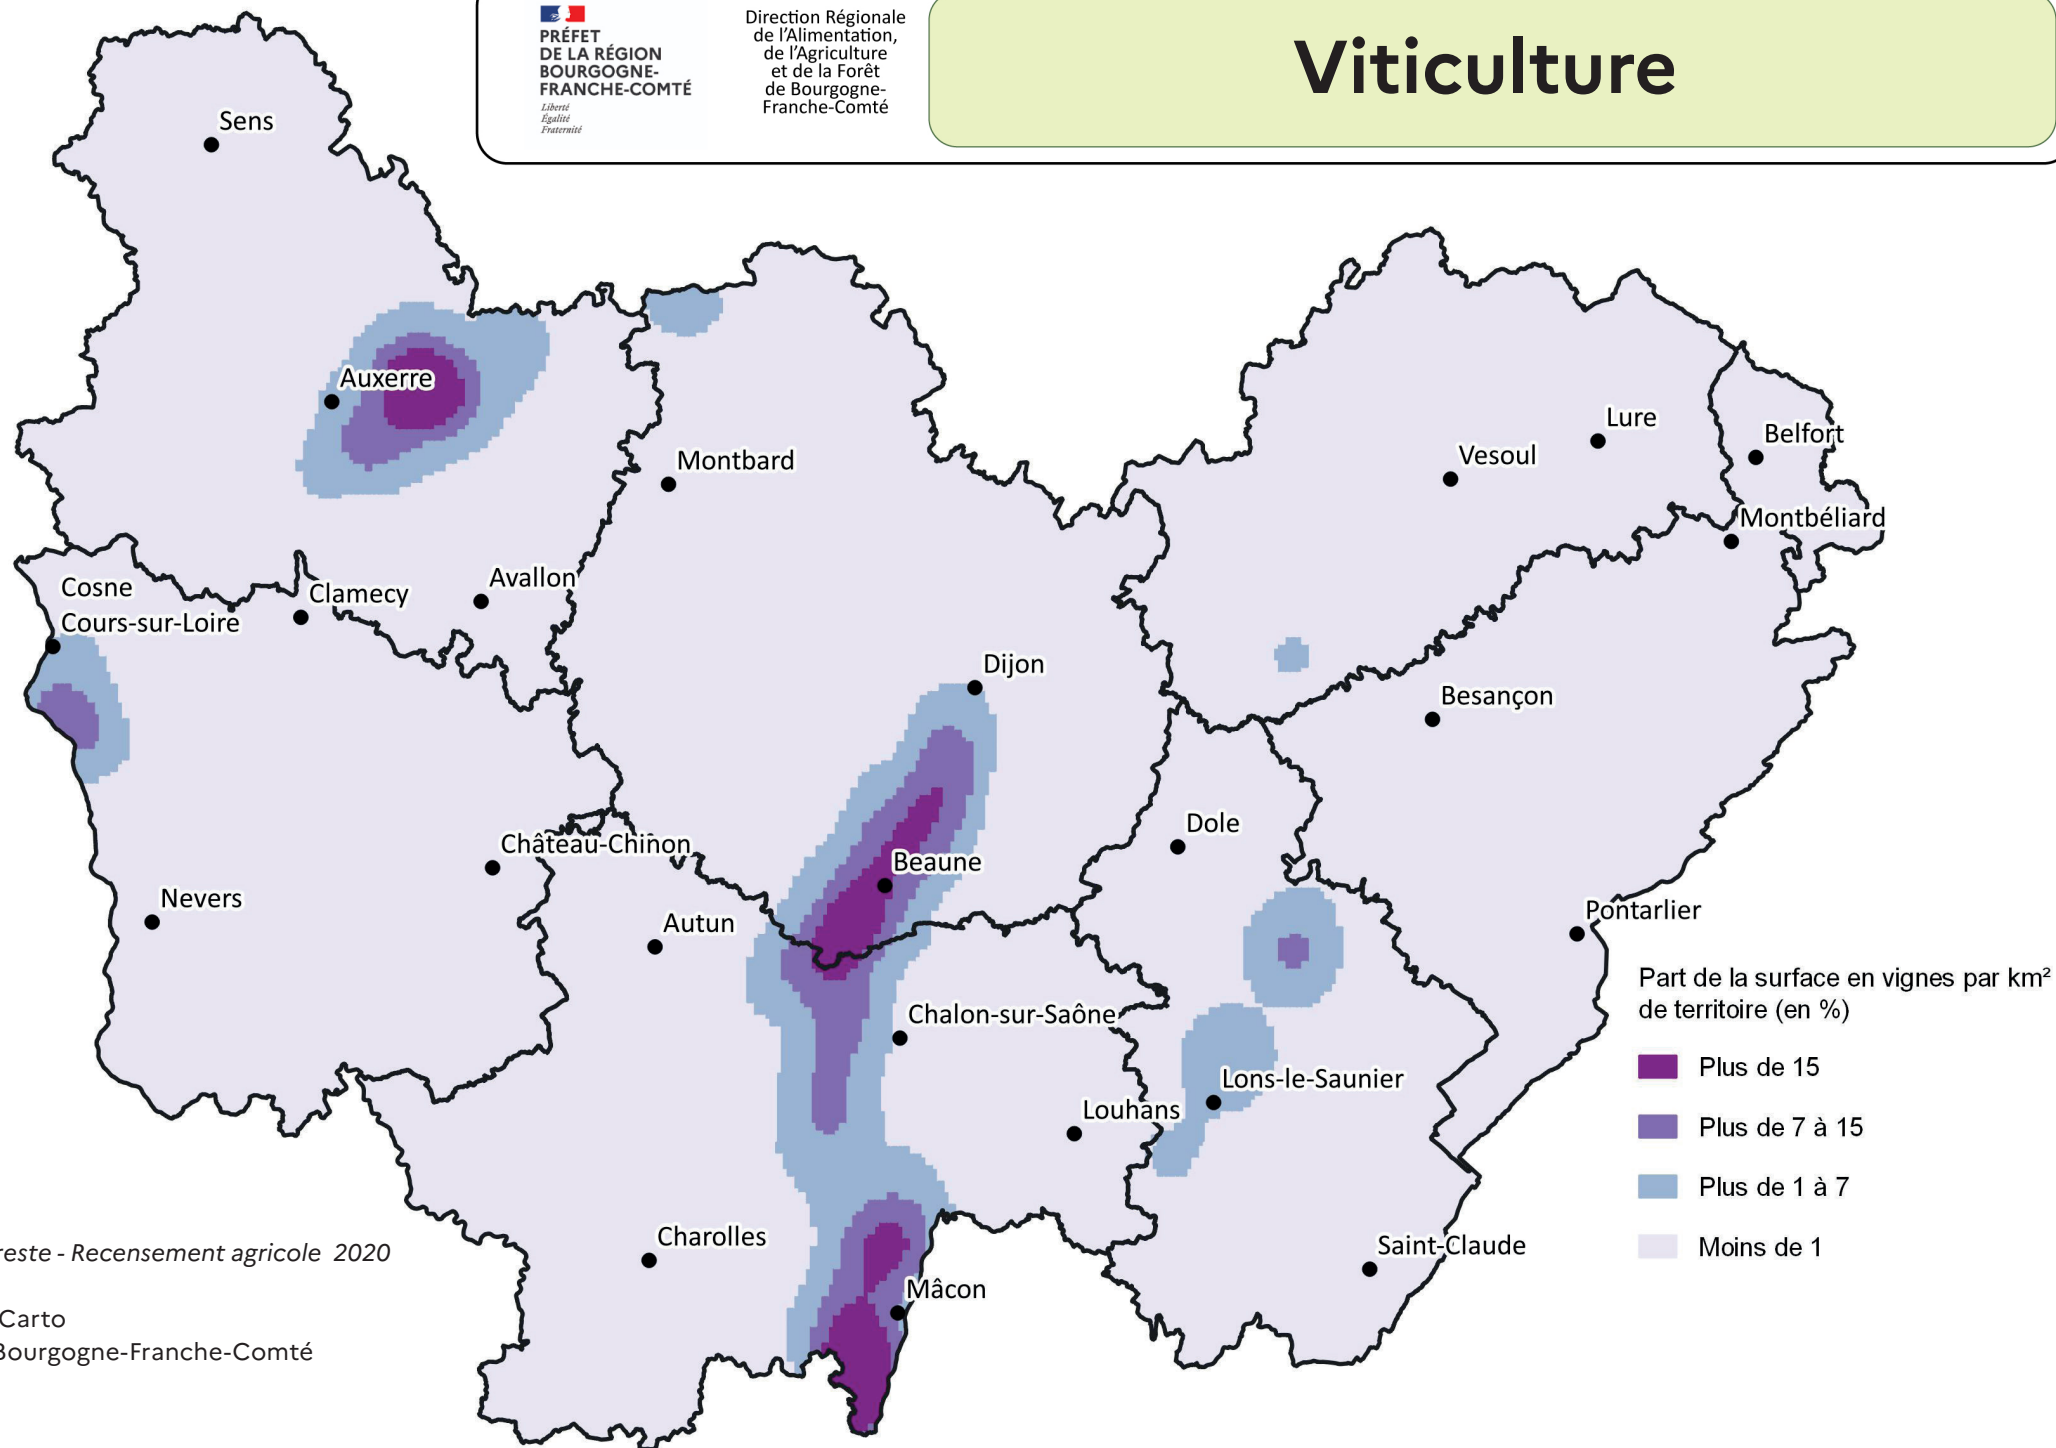 PRÉFET
DE LA RÉGION
BOURGOGNE-
FRANCHE-COMTÉ
Liberté
Égalité
Fraternité
Direction Régionale
de l'Alimentation,
de l'Agriculture
et de la Forêt
de Bourgogne-
Franche-Comté
Viticulture
Sens
Auxerre
Montbard
Lure
Belfort
Vesoul
Montbéliard
Avallon
Cosne
Cours-sur-Loire
Clamecy
Dijon
Besançon
Dole
Château-Chinon
Beaune
Nevers
Autun
Pontarlier
Chalon-sur-Saône
Lons-le-Saunier
Louhans
Charolles
Saint-Claude
Mâcon
Part de la surface en vignes par km²
de territoire (en %)
Plus de 15
Plus de 7 à 15
Plus de 1 à 7
Moins de 1
reste - Recensement agricole 2020
Carto
Bourgogne-Franche-Comté